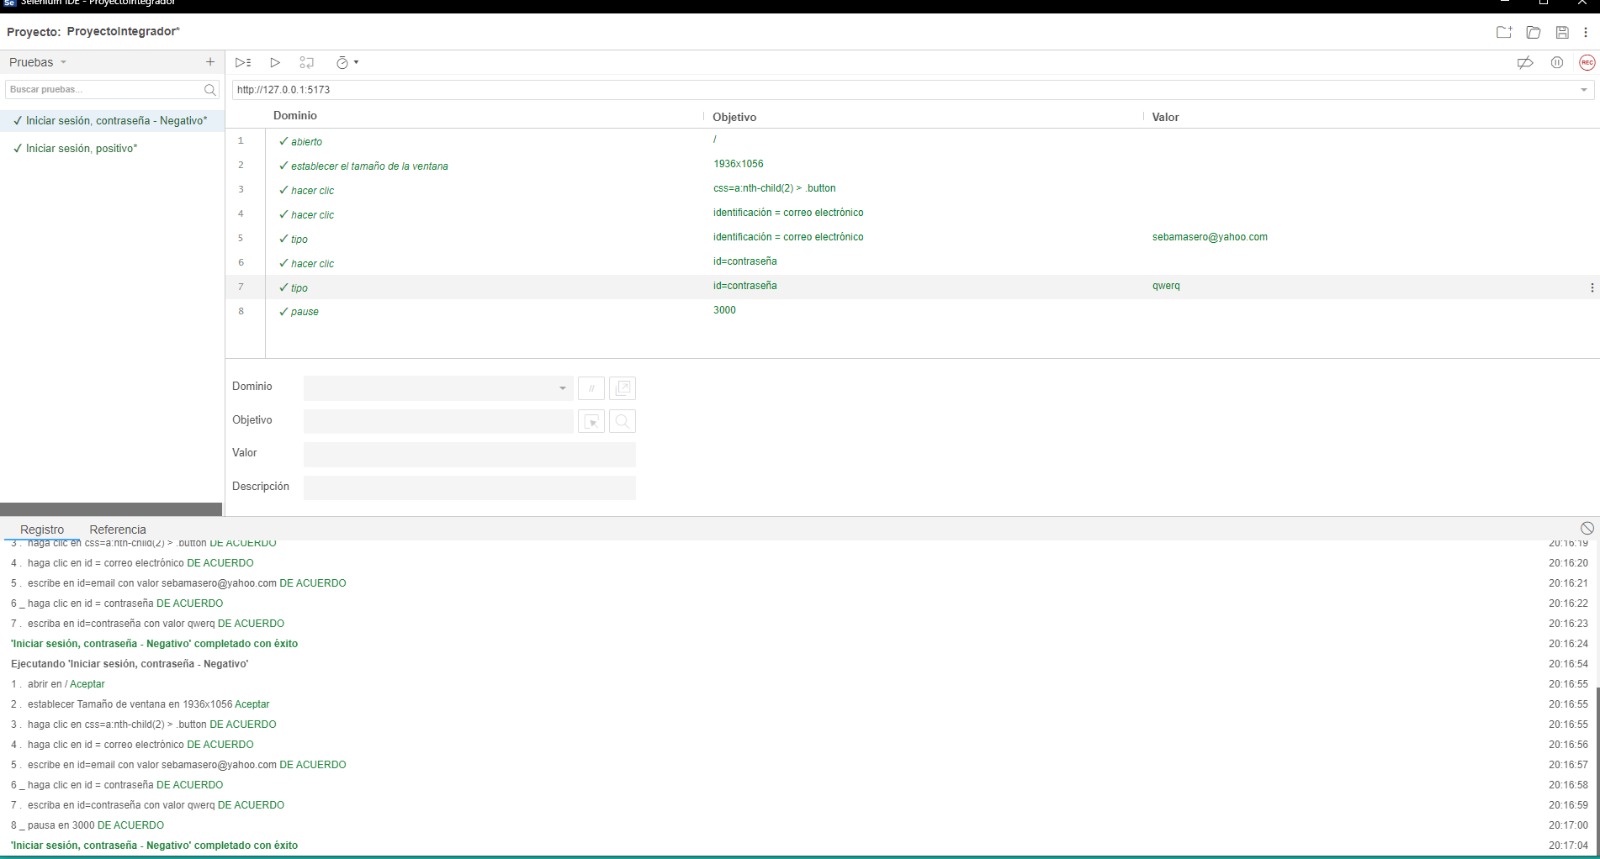 Selenium IDE - ProyectoIntegrador
Proyecto: ProyectoIntegrador*
Pruebas
Buscar pruebas...
✓ Iniciar sesión, contraseña - Negativo*
✓ Iniciar sesión, positivo*
http://127.0.0.1:5173
REC
Dominio Objetivo Valor
1 ✓ abierto /
2 ✓ establecer el tamaño de la ventana 1936x1056
3 ✓ hacer clic css=a:nth-child(2) > .button
4 ✓ hacer clic identificación = correo electrónico
5 ✓ tipo identificación = correo electrónico sebamasero@yahoo.com
6 ✓ hacer clic id=contraseña
7 ✓ tipo id=contraseña qwerq
8 ✓ pause 3000
Dominio
//
Objetivo
Valor
Descripción
Registro Referencia
3 . haga clic en css=a:nth-child(2) > .button DE ACUERDO 20:16:19
4 . haga clic en id = correo electrónico DE ACUERDO 20:16:20
5 . escribe en id=email con valor sebamasero@yahoo.com DE ACUERDO 20:16:21
6 _ haga clic en id = contraseña DE ACUERDO 20:16:22
7 . escriba en id=contraseña con valor qwerq DE ACUERDO 20:16:23
'Iniciar sesión, contraseña - Negativo' completado con éxito 20:16:24
Ejecutando 'Iniciar sesión, contraseña - Negativo' 20:16:54
1 . abrir en / Aceptar 20:16:55
2 . establecer Tamaño de ventana en 1936x1056 Aceptar 20:16:55
3 . haga clic en css=a:nth-child(2) > .button DE ACUERDO 20:16:55
4 . haga clic en id = correo electrónico DE ACUERDO 20:16:56
5 . escribe en id=email con valor sebamasero@yahoo.com DE ACUERDO 20:16:57
6 _ haga clic en id = contraseña DE ACUERDO 20:16:58
7 . escriba en id=contraseña con valor qwerq DE ACUERDO 20:16:59
8 _ pausa en 3000 DE ACUERDO 20:17:00
'Iniciar sesión, contraseña - Negativo' completado con éxito 20:17:04